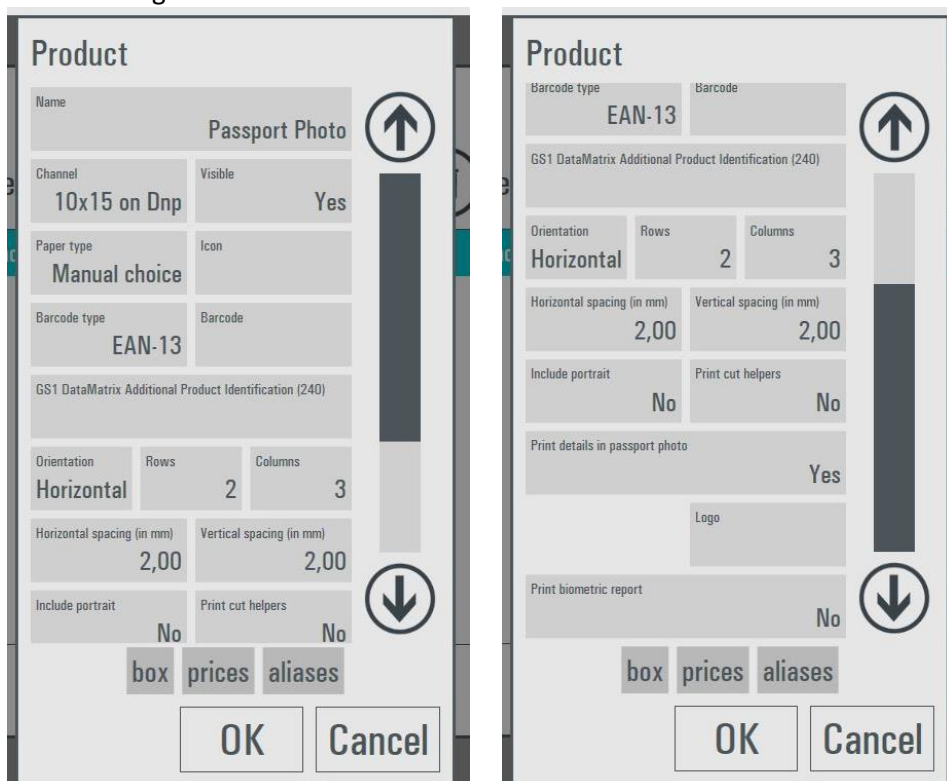 Product
Name
Passport Photo
Channel Visible
10x15 on Dnp Yes
Paper type Icon
Manual choice
Barcode type Barcode
EAN-13
GS1 DataMatrix Additional Product Identification (240)
Orientation Rows Columns
Horizontal 2 3
Horizontal spacing (in mm) Vertical spacing (in mm)
2,00 2,00
Include portrait Print cut helpers
No No
box prices aliases
OK Cancel
Product
Barcode type Barcode
EAN-13
GS1 DataMatrix Additional Product Identification (240)
Orientation Rows Columns
Horizontal 2 3
Horizontal spacing (in mm) Vertical spacing (in mm)
2,00 2,00
Include portrait Print cut helpers
No No
Print details in passport photo
Yes
Logo
Print biometric report
No
box prices aliases
OK Cancel